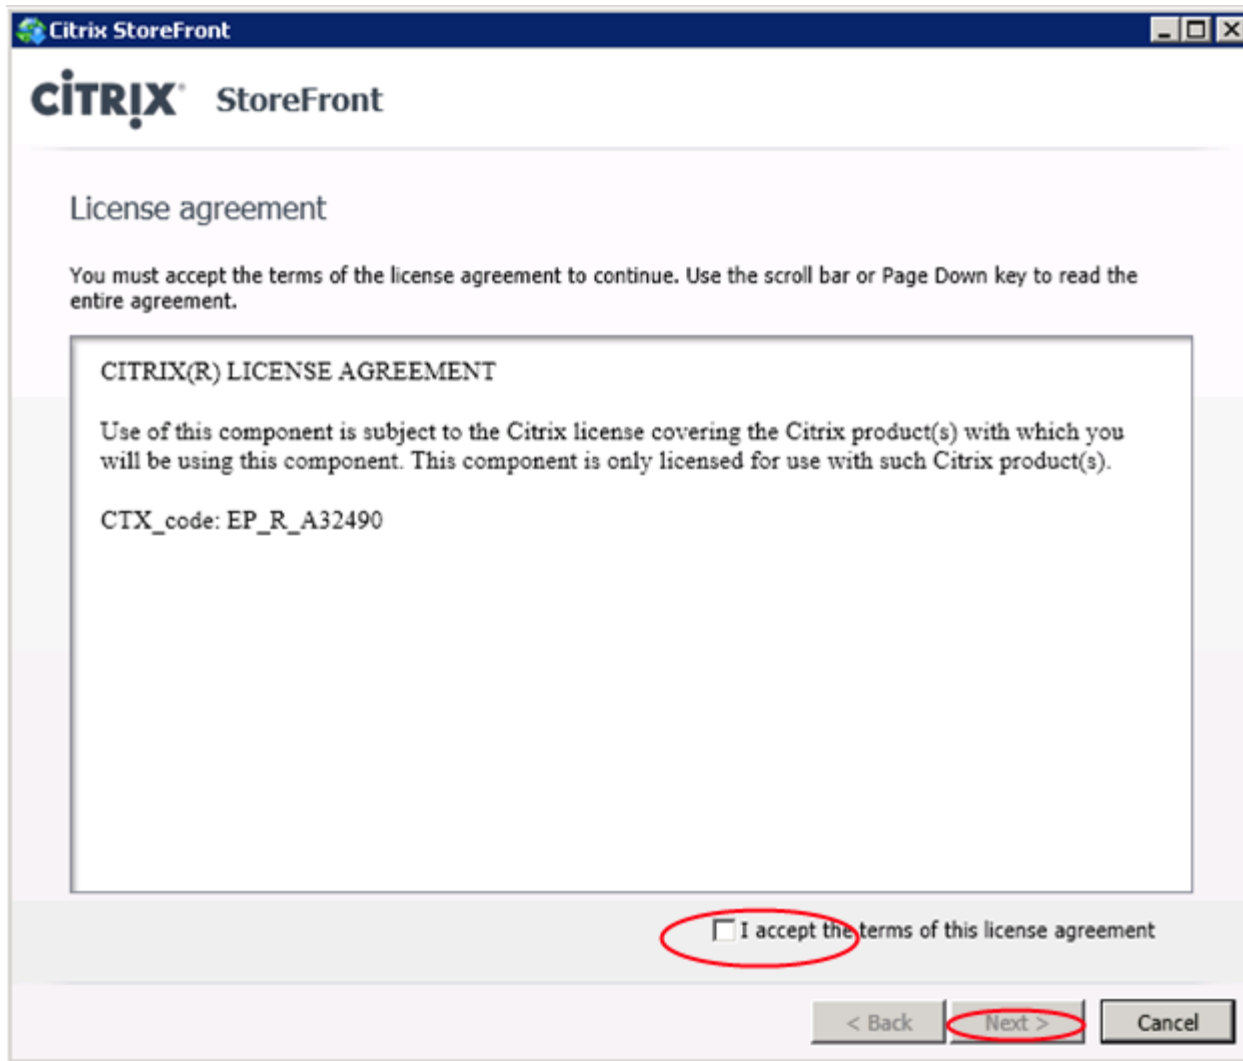 Citrix StoreFront
CITRIX® StoreFront
License agreement
You must accept the terms of the license agreement to continue. Use the scroll bar or Page Down key to read the
entire agreement.
CITRIX(R) LICENSE AGREEMENT
Use of this component is subject to the Citrix license covering the Citrix product(s) with which you
will be using this component. This component is only licensed for use with such Citrix product(s).
CTX_code: EP_R_A32490
I accept the terms of this license agreement
< Back Next > Cancel